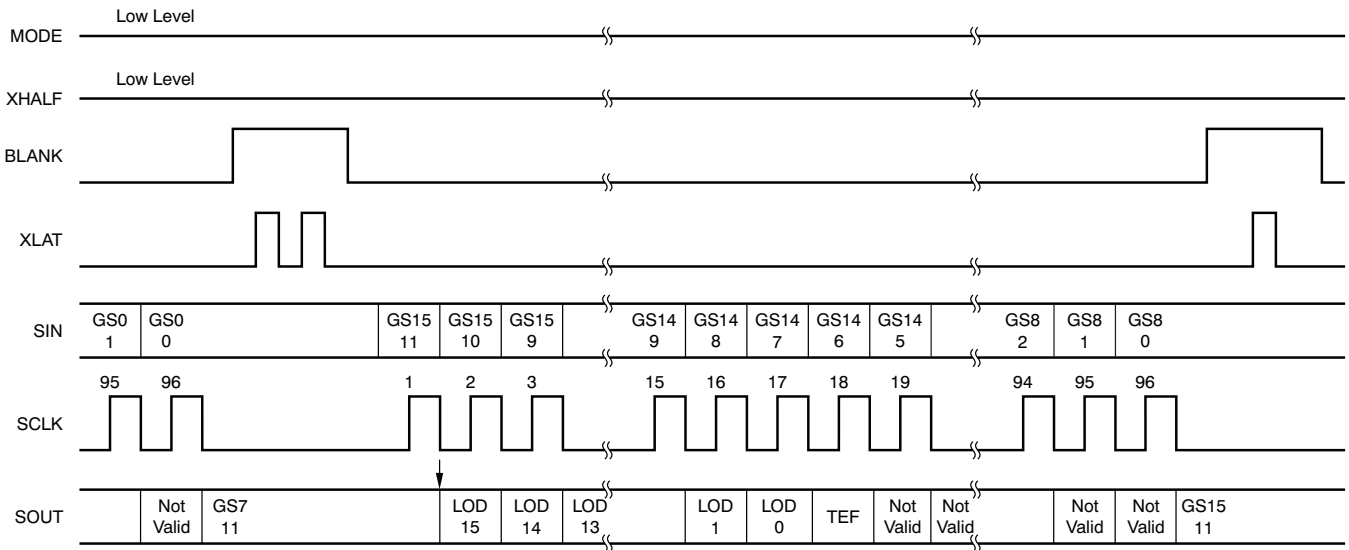 Low Level
MODE
Low Level
XHALF
BLANK
XLAT
SIN
GS0 GS0 GS15 GS15 GS15 GS14 GS14 GS14 GS14 GS14 GS8 GS8 GS8
1 0 11 10 9 9 8 7 6 5 2 1 0
95 96 1 2 3 15 16 17 18 19 94 95 96
SCLK
SOUT
Not GS7 LOD LOD LOD LOD LOD TEF Not Not Not Not GS15
Valid 11 15 14 13 1 0 Valid Valid Valid Valid 11